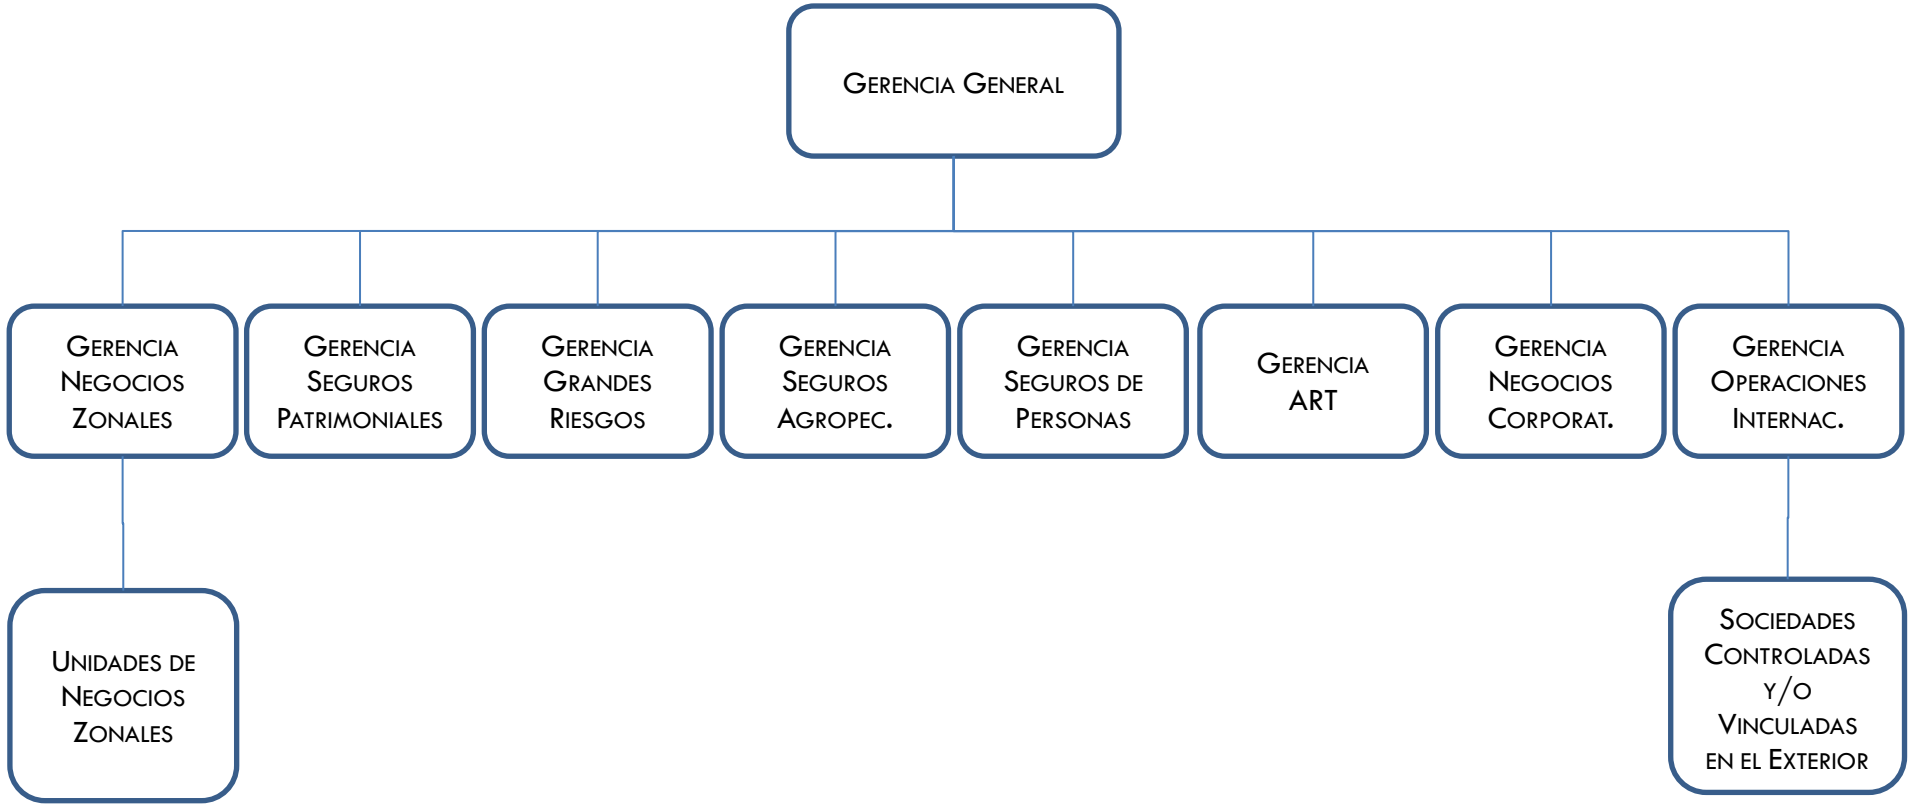 Gerencia General
Gerencia
Negocios
Zonales
Gerencia
Seguros
Patrimoniales
Gerencia
Grandes
Riesgos
Gerencia
Seguros
Agropec.
Gerencia
Seguros de
Personas
Gerencia
ART
Gerencia
Negocios
Corporat.
Gerencia
Operaciones
Internac.
Unidades de
Negocios
Zonales
Sociedades
Controladas
y/o
Vinculadas
en el Exterior